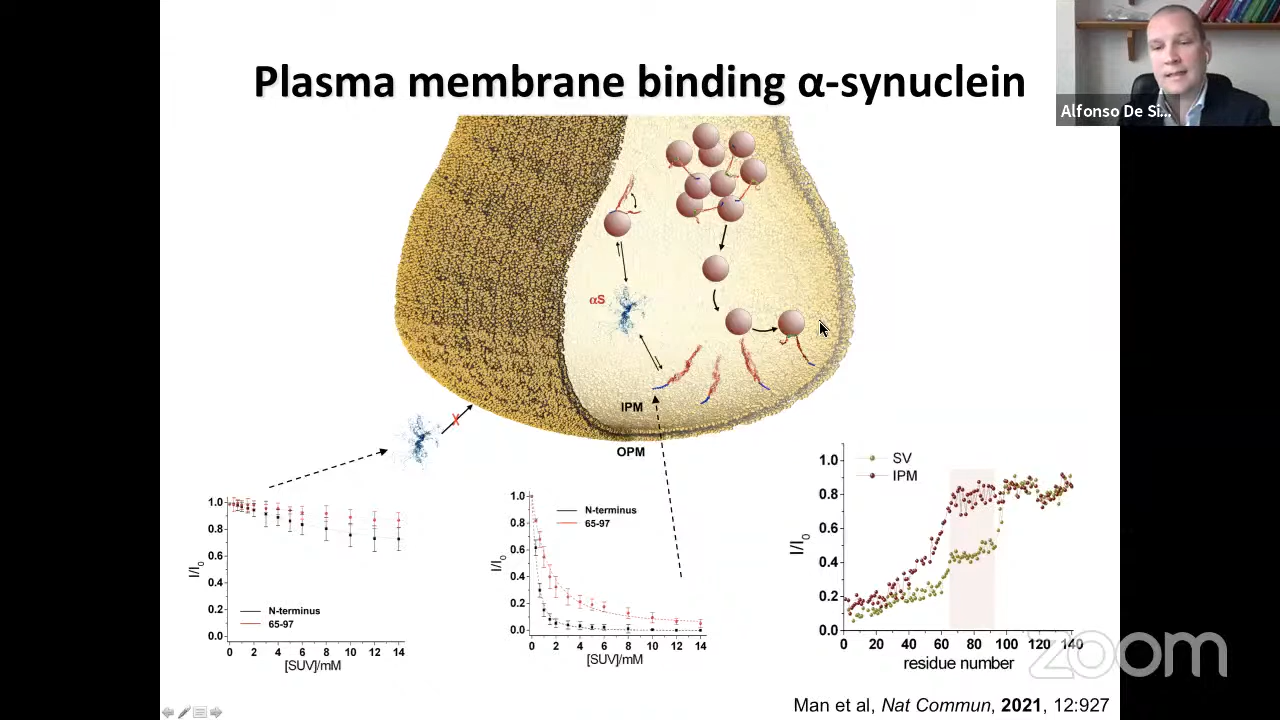 Plasma membrane binding α-synuclein
Alfonso De Si...
αS
IPM
OPM
1.0
0.8
0.6
0.4
0.2
0.0
I/I0
N-terminus
65-97
0 2 4 6 8 10 12 14
[SUV]/mM
1.0
0.8
0.6
0.4
0.2
0.0
I/I0
N-terminus
65-97
0 2 4 6 8 10 12 14
[SUV]/mM
1.0
0.8
0.6
0.4
0.2
0.0
I/I0
SV
IPM
0 20 40 60 80 100 120 140
residue number
zoom
Man et al, Nat Commun, 2021, 12:927